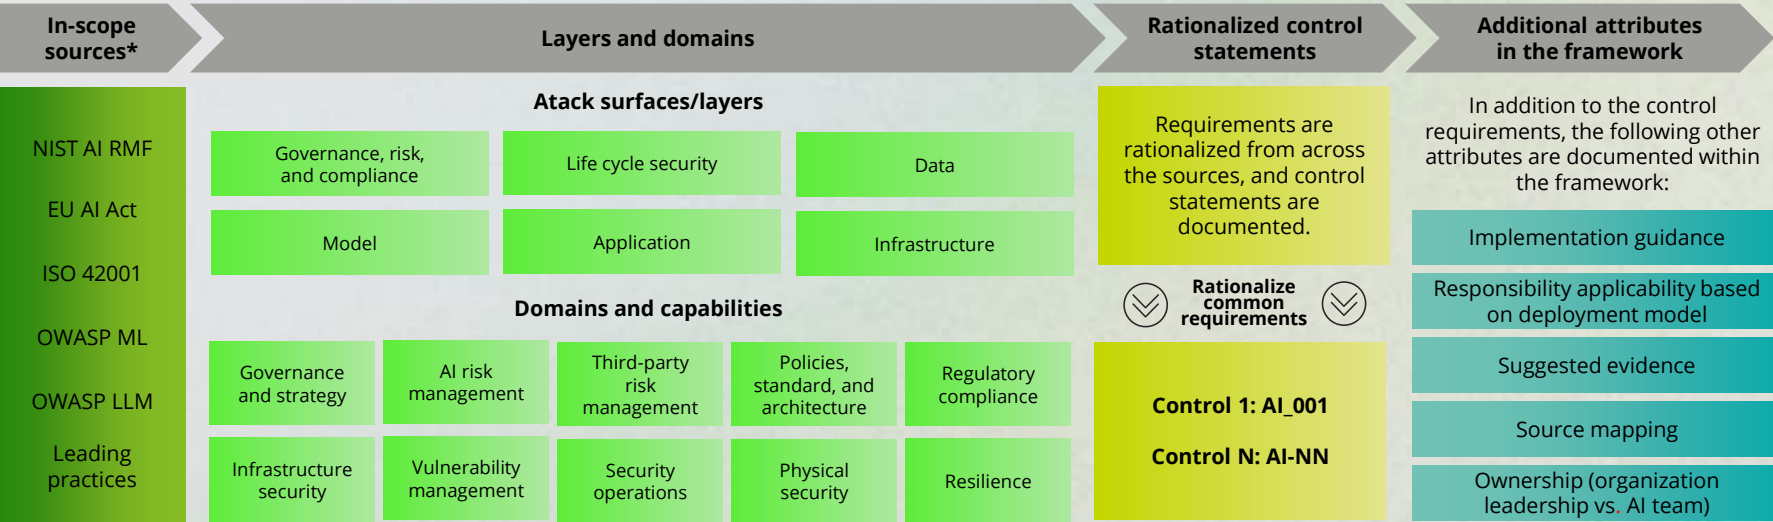 In-scope
sources*
Layers and domains
Rationalized control
statements
Additional attributes
in the framework
NIST AI RMF
EU AI Act
ISO 42001
OWASP ML
OWASP LLM
Leading
practices
Atack surfaces/layers
Governance, risk,
and compliance
Life cycle security
Data
Model
Application
Infrastructure
Domains and capabilities
Governance
and strategy
AI risk
management
Third-party
risk
management
Policies,
standard, and
architecture
Regulatory
compliance
Infrastructure
security
Vulnerability
management
Security
operations
Physical
security
Resilience
Requirements are
rationalized from across
the sources, and control
statements are
documented.
Rationalize
common
requirements
Control 1: AI_001
Control N: AI-NN
In addition to the control
requirements, the following other
attributes are documented within
the framework:
Implementation guidance
Responsibility applicability based
on deployment model
Suggested evidence
Source mapping
Ownership (organization
leadership vs. AI team)